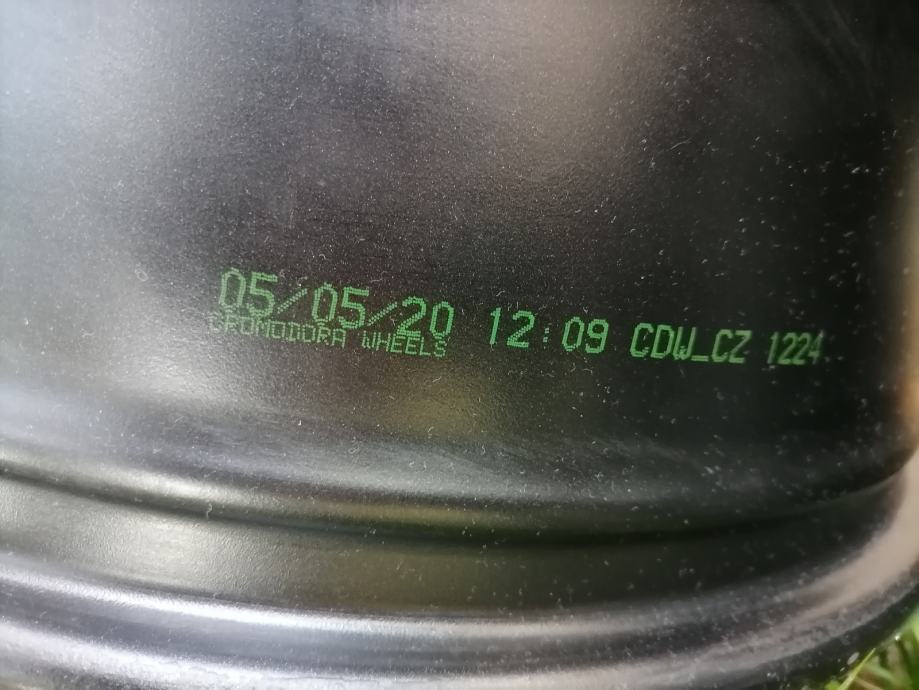 05/05/20 12:09 CDW_CZ 1224
CROMODORA WHEELS